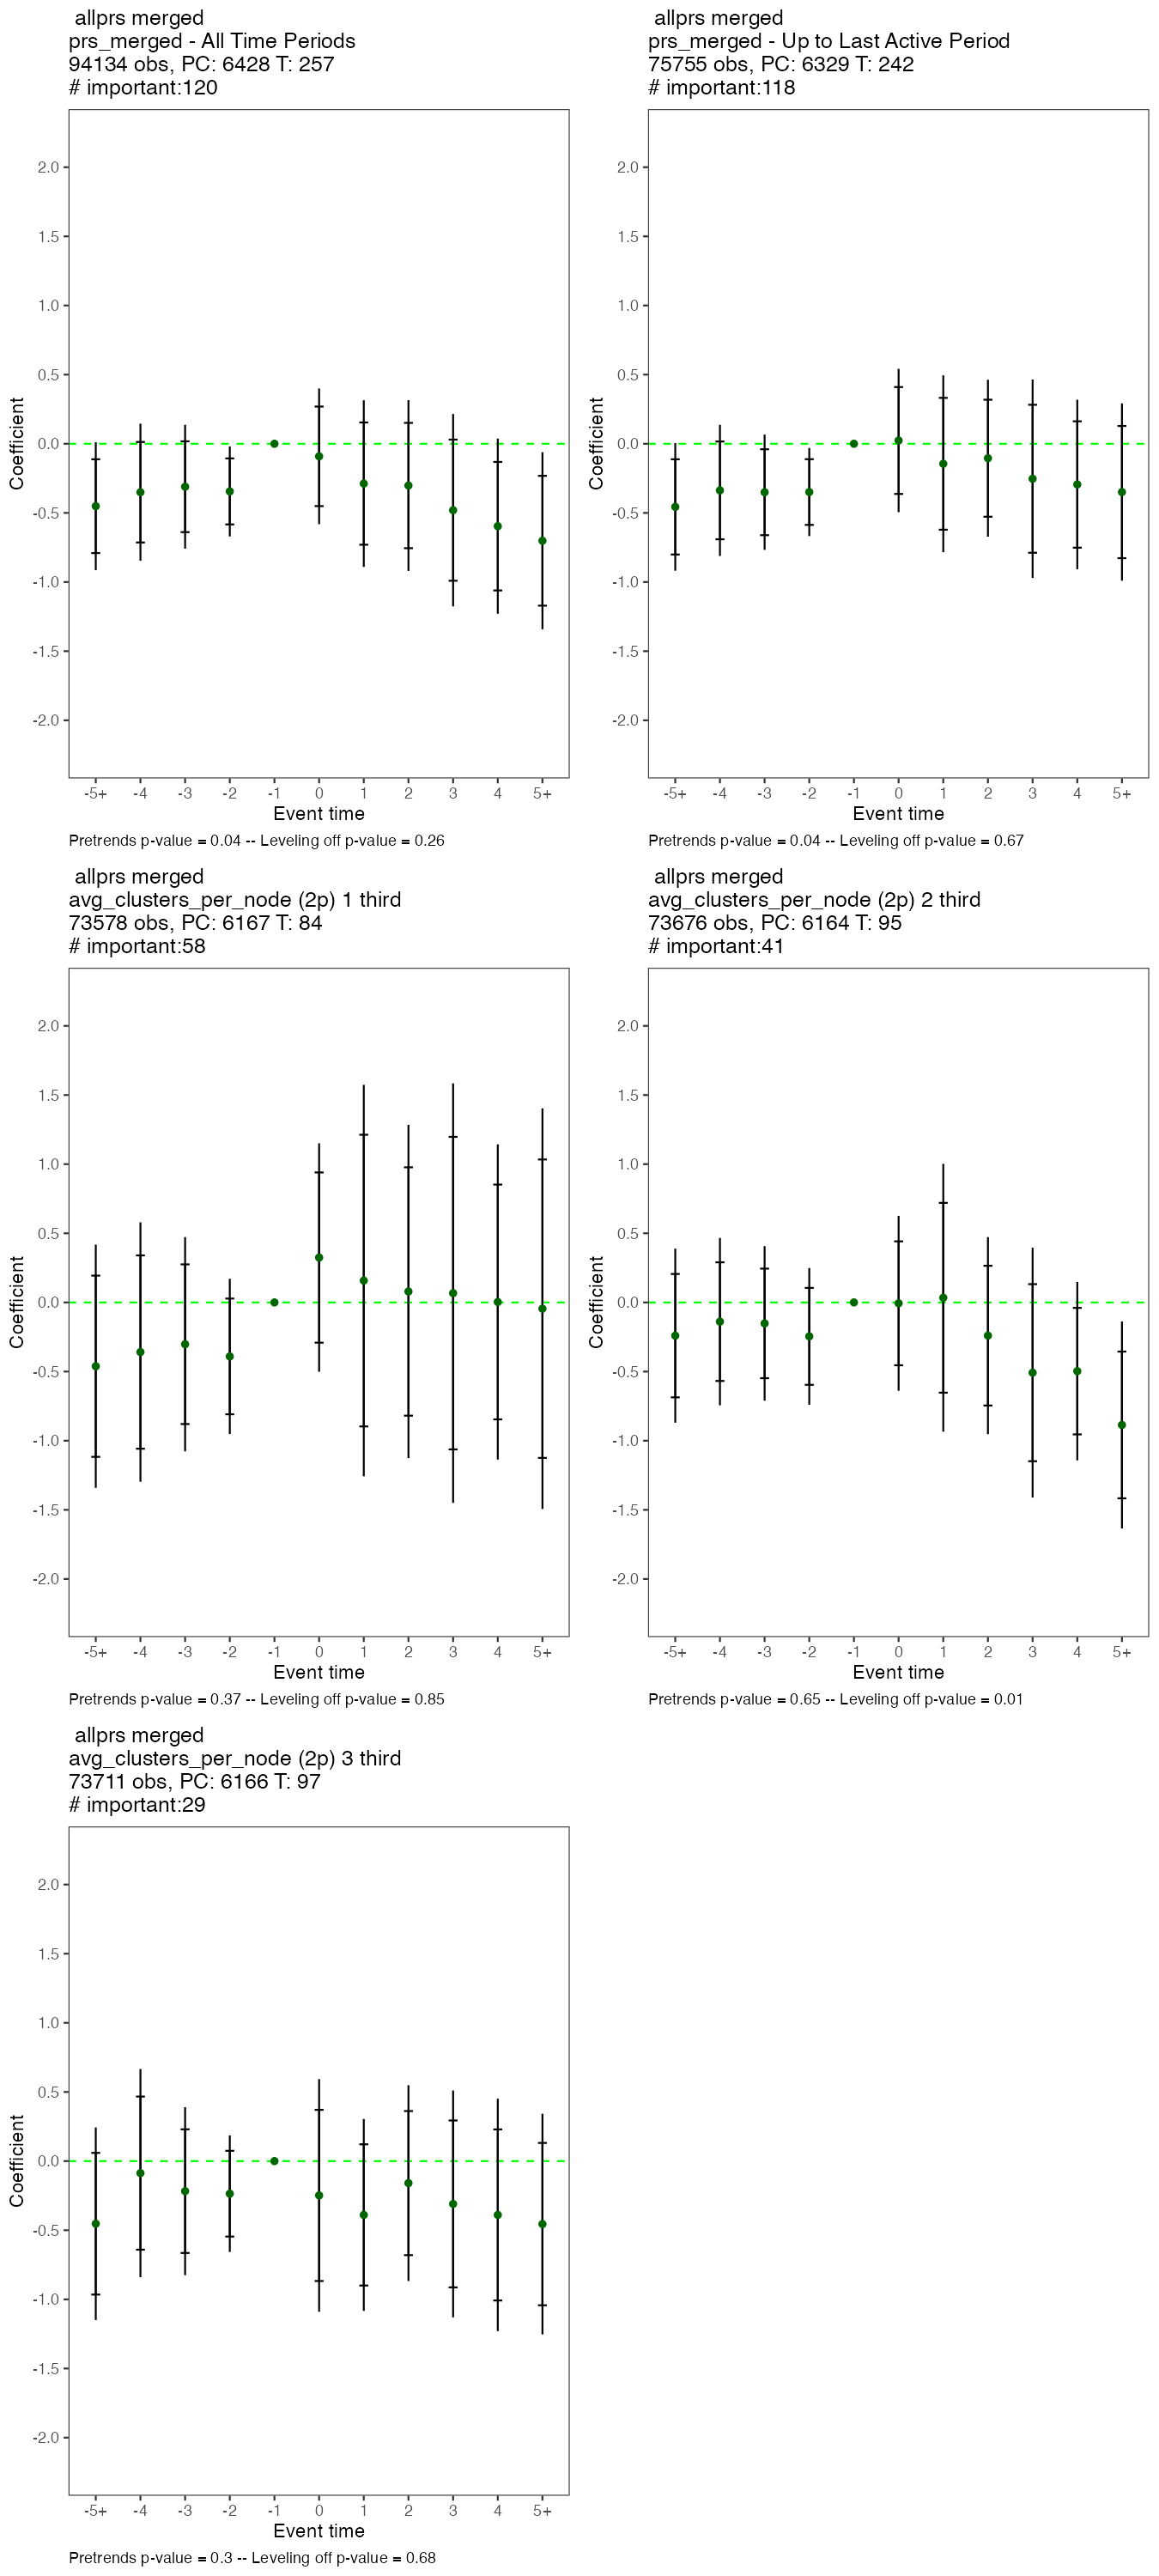 allprs merged
prs_merged - All Time Periods
94134 obs, PC: 6428 T: 257
# important:120
2.0
1.5
1.0
0.5
0.0
-0.5
-1.0
-1.5
-2.0
Coefficient
-5+ -4 -3 -2 -1 0 1 2 3 4 5+
Event time
Pretrends p-value = 0.04 -- Leveling off p-value = 0.26
allprs merged
prs_merged - Up to Last Active Period
75755 obs, PC: 6329 T: 242
# important:118
2.0
1.5
1.0
0.5
0.0
-0.5
-1.0
-1.5
-2.0
Coefficient
-5+ -4 -3 -2 -1 0 1 2 3 4 5+
Event time
Pretrends p-value = 0.04 -- Leveling off p-value = 0.67
allprs merged
avg_clusters_per_node (2p) 1 third
73578 obs, PC: 6167 T: 84
# important:58
2.0
1.5
1.0
0.5
0.0
-0.5
-1.0
-1.5
-2.0
Coefficient
-5+ -4 -3 -2 -1 0 1 2 3 4 5+
Event time
Pretrends p-value = 0.37 -- Leveling off p-value = 0.85
allprs merged
avg_clusters_per_node (2p) 2 third
73676 obs, PC: 6164 T: 95
# important:41
2.0
1.5
1.0
0.5
0.0
-0.5
-1.0
-1.5
-2.0
Coefficient
-5+ -4 -3 -2 -1 0 1 2 3 4 5+
Event time
Pretrends p-value = 0.65 -- Leveling off p-value = 0.01
allprs merged
avg_clusters_per_node (2p) 3 third
73711 obs, PC: 6166 T: 97
# important:29
2.0
1.5
1.0
0.5
0.0
-0.5
-1.0
-1.5
-2.0
Coefficient
-5+ -4 -3 -2 -1 0 1 2 3 4 5+
Event time
Pretrends p-value = 0.3 -- Leveling off p-value = 0.68